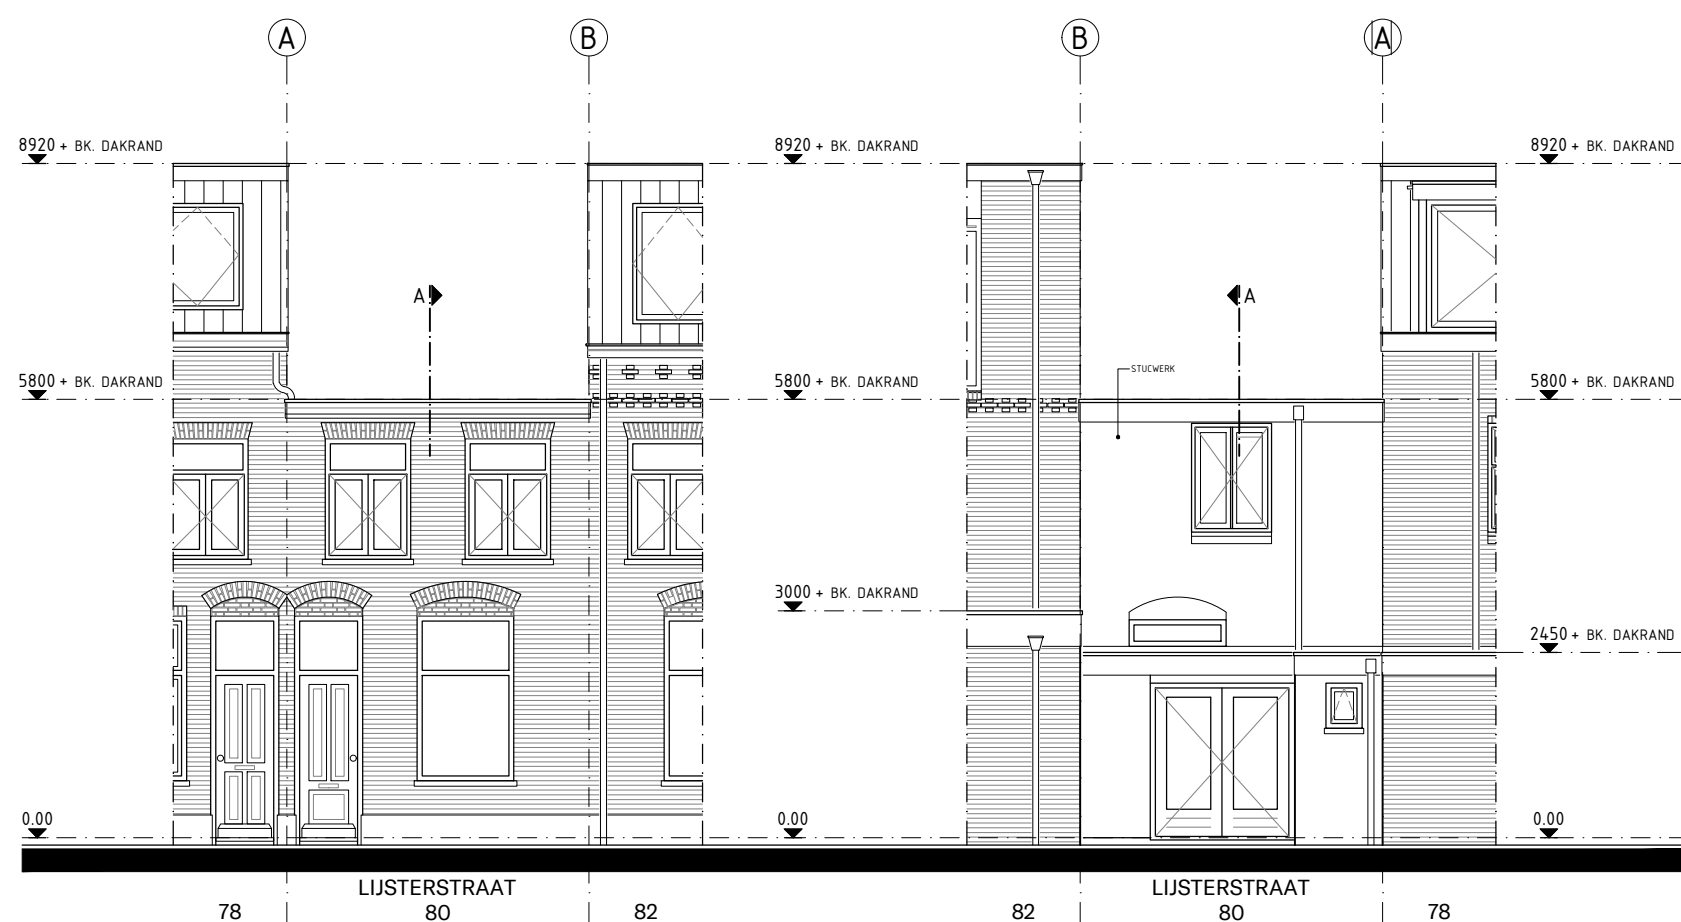 A B B A
8920 + BK. DAKRAND 8920 + BK. DAKRAND 8920 + BK. DAKRAND
A A
STUCWERK
5800 + BK. DAKRAND 5800 + BK. DAKRAND 5800 + BK. DAKRAND
3000 + BK. DAKRAND
2450 + BK. DAKRAND
0.00 0.00 0.00
LIJSTERSTRAAT LIJSTERSTRAAT
78 80 82 82 80 78